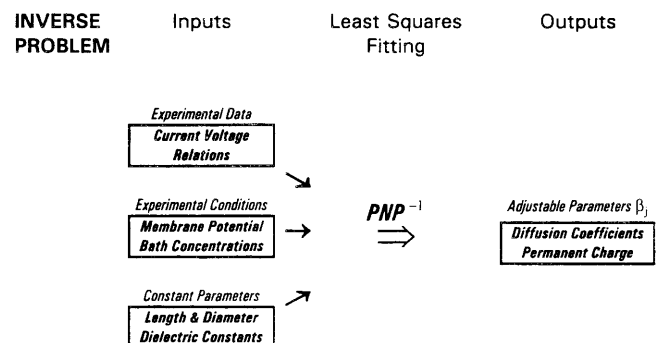 INVERSE PROBLEM
Inputs
Least Squares Fitting
Outputs
Experimental Data
Current Voltage
Relations
Experimental Conditions
Membrane Potential
Bath Concentrations
Constant Parameters
Length & Diameter
Dielectric Constants
PNP⁻¹
Adjustable Parameters βj
Diffusion Coefficients
Permanent Charge